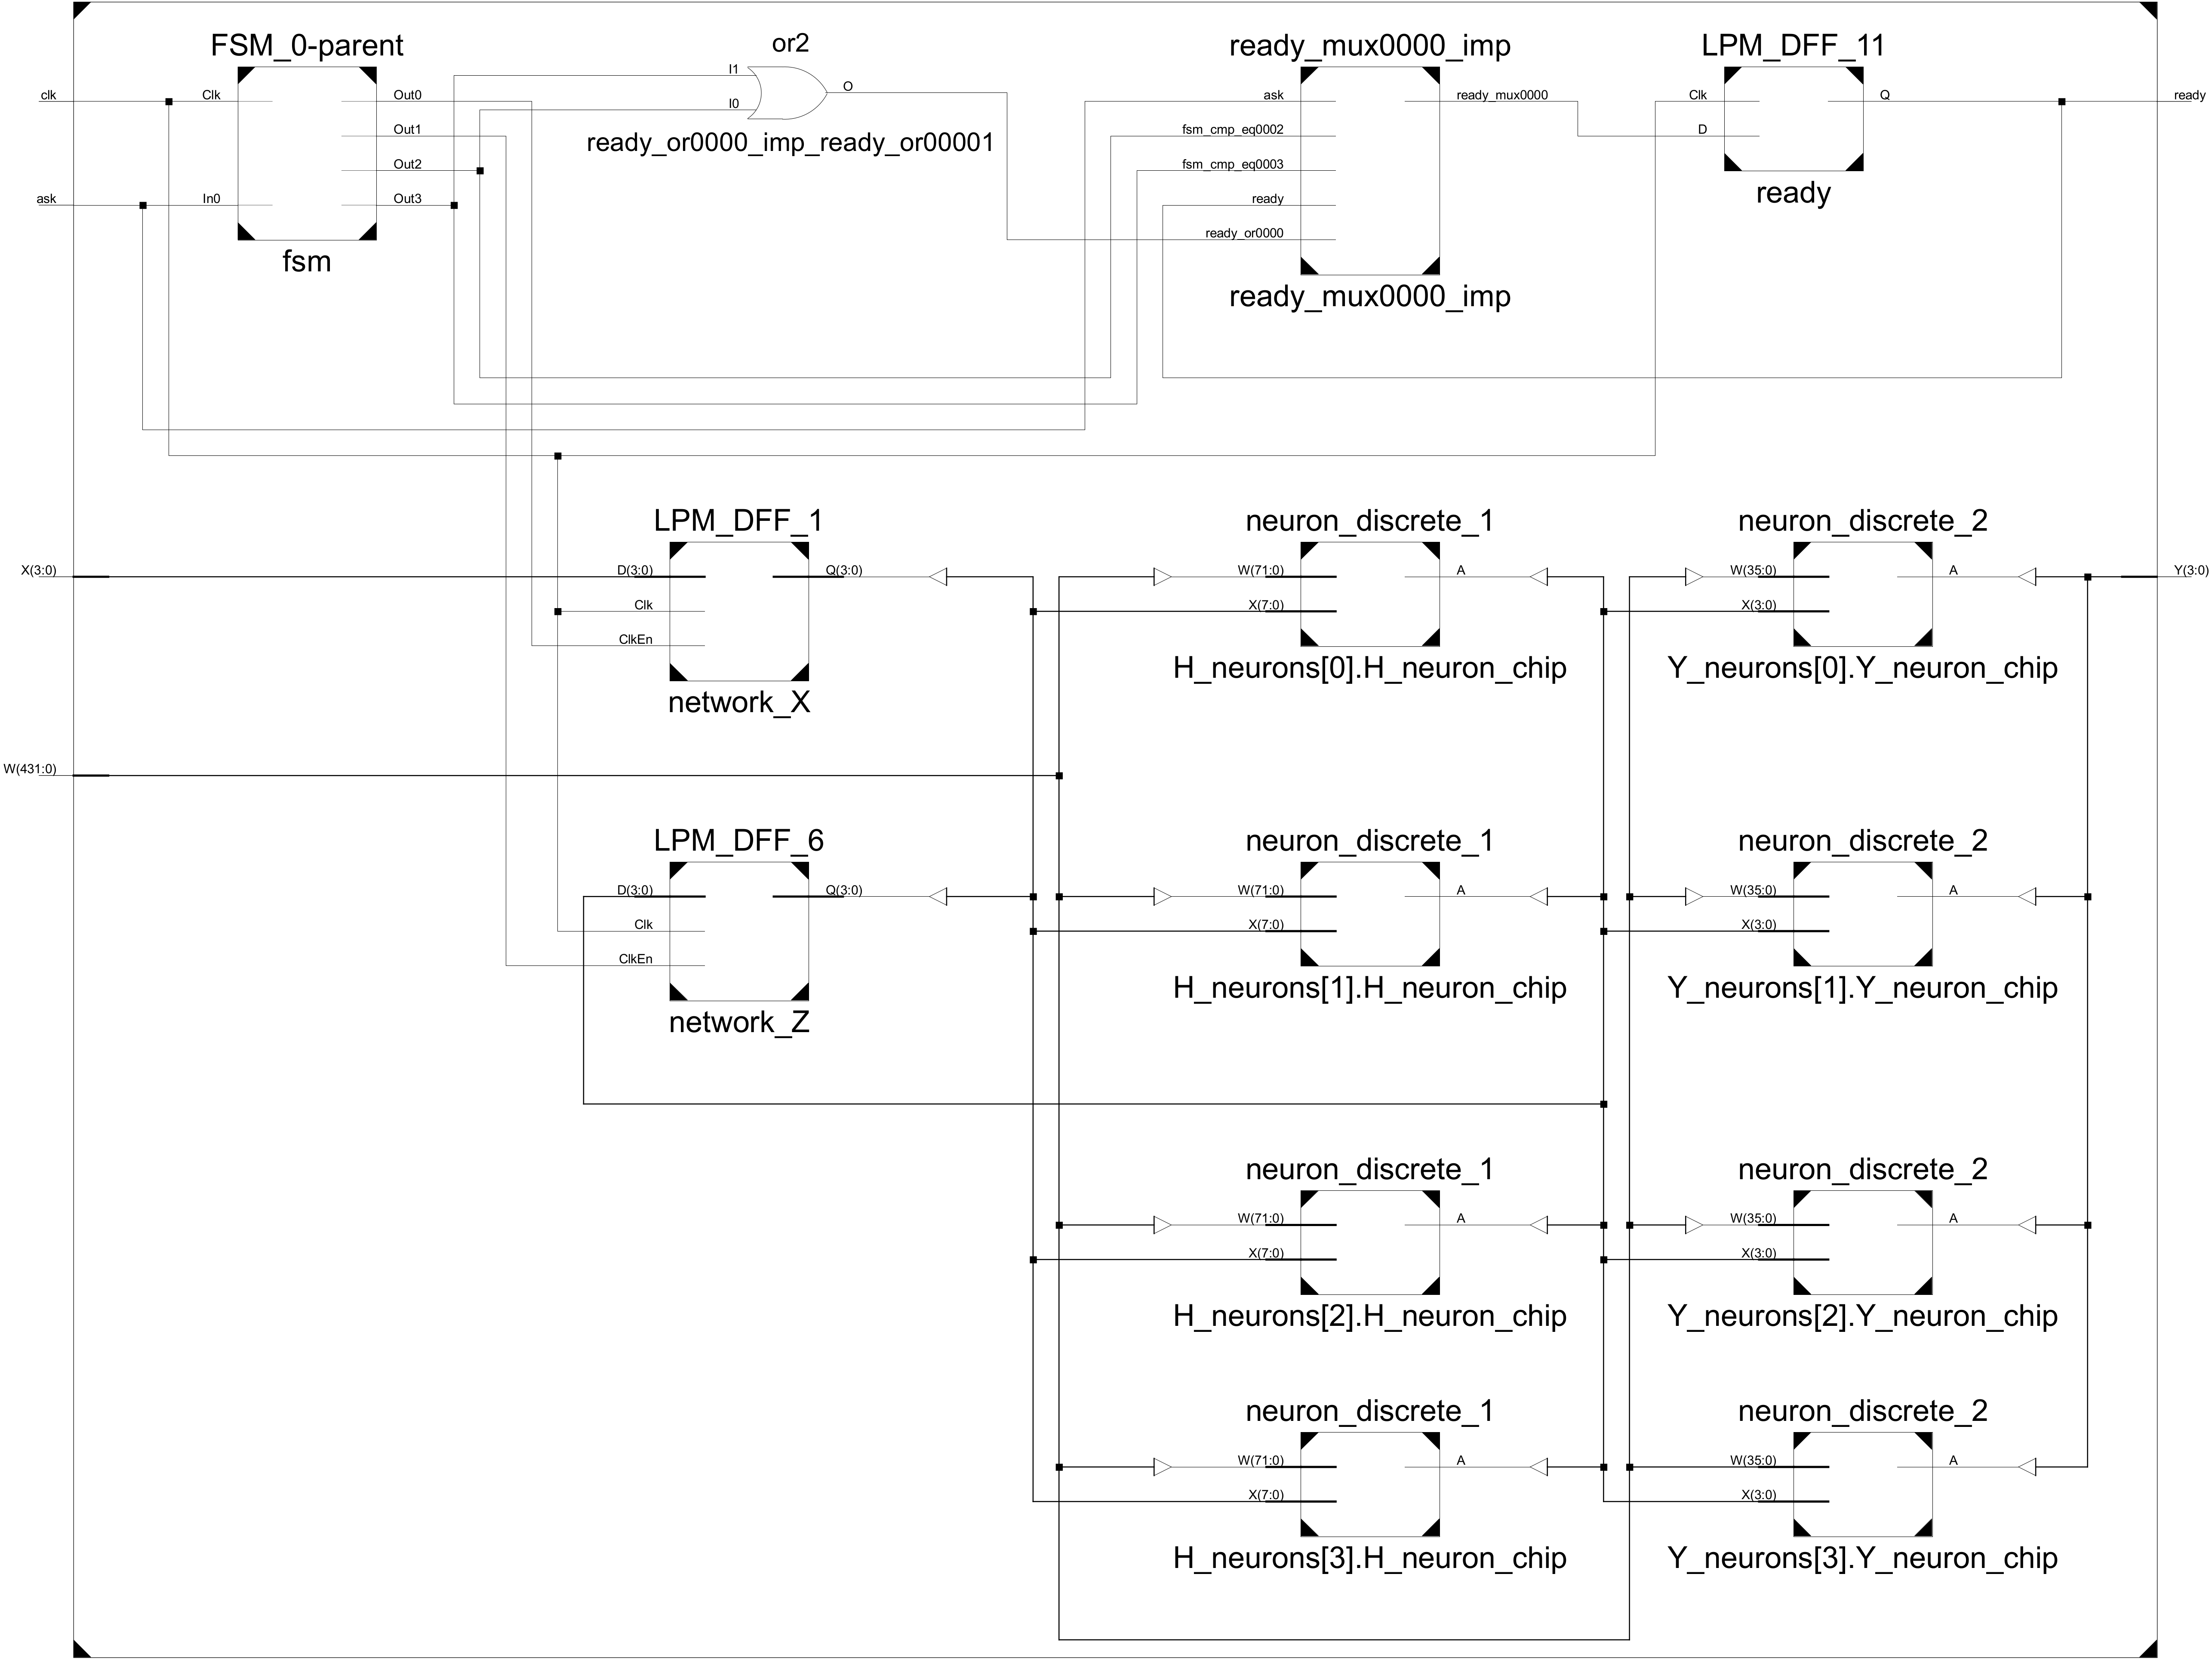 FSM_0-parent
or2
ready_mux0000_imp
LPM_DFF_11
clk
Clk
Out0
I1
O
ask
ready_mux0000
Clk
Q
ready
I0
Out1
ready_or0000_imp_ready_or00001
fsm_cmp_eq0002
D
Out2
fsm_cmp_eq0003
ask
In0
Out3
ready
ready
ready_or0000
fsm
ready_mux0000_imp
LPM_DFF_1
neuron_discrete_1
neuron_discrete_2
X(3:0)
D(3:0)
Q(3:0)
W(71:0)
A
W(35:0)
A
Y(3:0)
Clk
X(7:0)
X(3:0)
ClkEn
H_neurons[0].H_neuron_chip
Y_neurons[0].Y_neuron_chip
network_X
W(431:0)
LPM_DFF_6
neuron_discrete_1
neuron_discrete_2
D(3:0)
Q(3:0)
W(71:0)
A
W(35:0)
A
Clk
X(7:0)
X(3:0)
ClkEn
H_neurons[1].H_neuron_chip
Y_neurons[1].Y_neuron_chip
network_Z
neuron_discrete_1
neuron_discrete_2
W(71:0)
A
W(35:0)
A
X(7:0)
X(3:0)
H_neurons[2].H_neuron_chip
Y_neurons[2].Y_neuron_chip
neuron_discrete_1
neuron_discrete_2
W(71:0)
A
W(35:0)
A
X(7:0)
X(3:0)
H_neurons[3].H_neuron_chip
Y_neurons[3].Y_neuron_chip